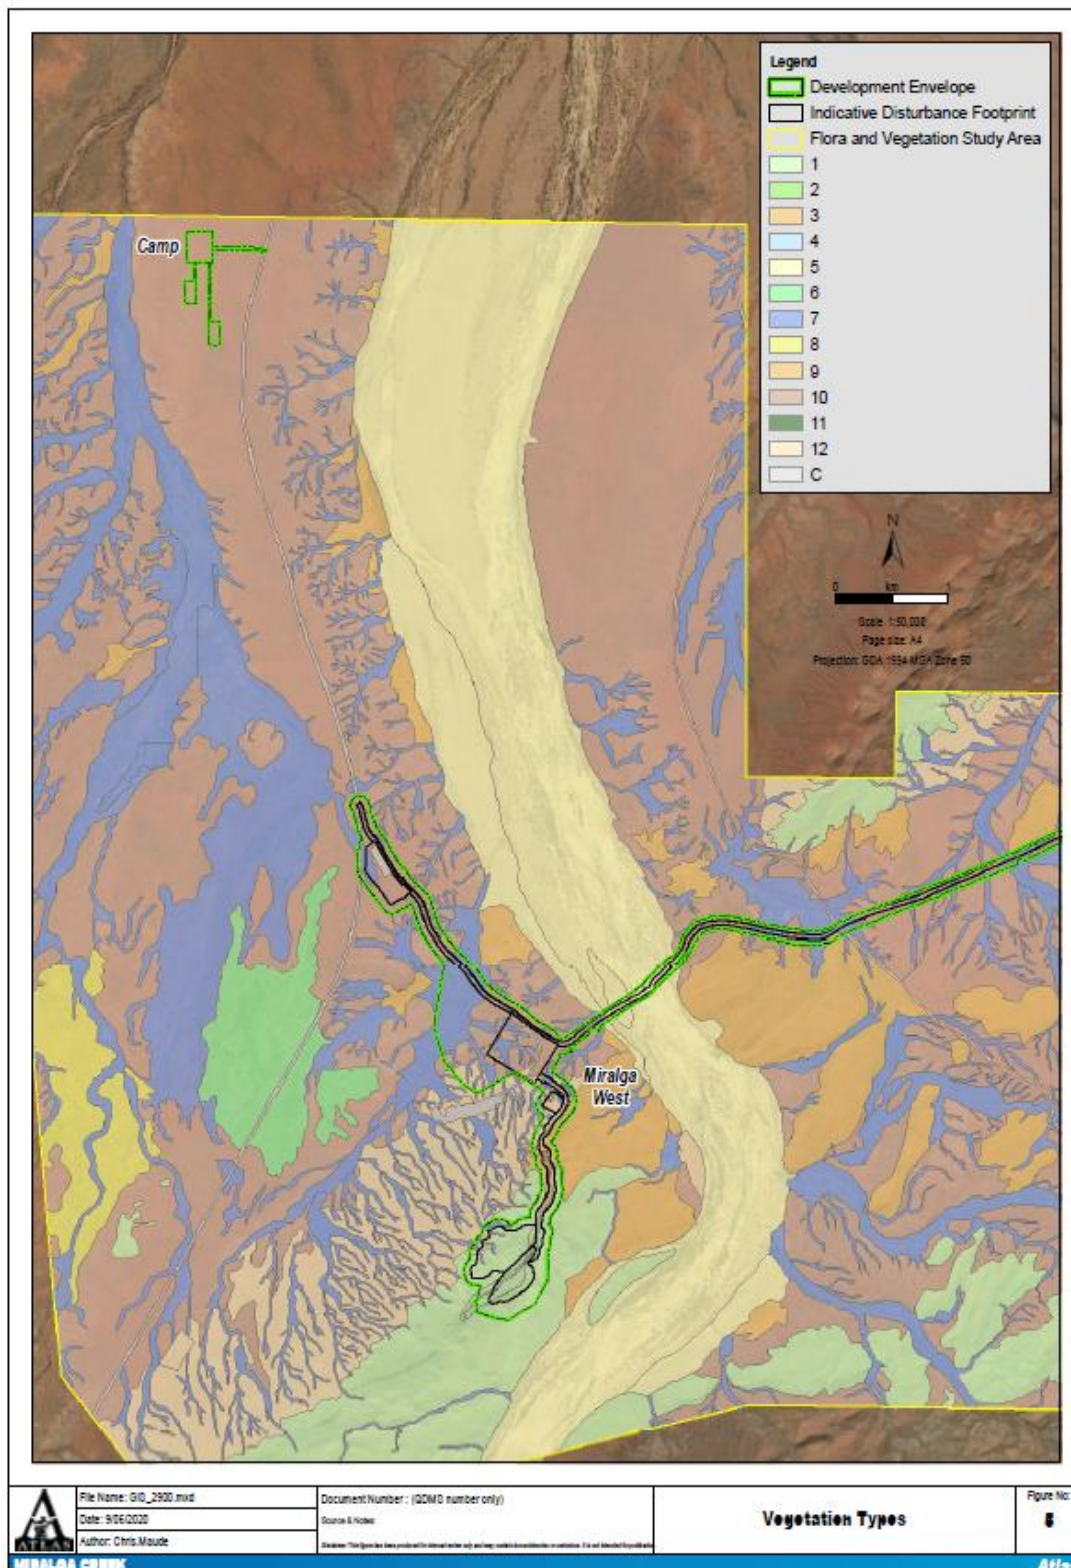 Legend
Development Envelope
Indicative Disturbance Footprint
Flora and Vegetation Study Area
1
2
3
4
5
6
7
8
9
10
11
12
C
Camp
N
0 km 1
Scale 1:50,000
Page size: A4
Projection: GDA 1994 MGA Zone 50
Miralga
West
ATLAS
File Name: GIS_2900.mxd
Date: 9/06/2020
Author: Chris.Maude
Document Number : (QDMS number only)
Source & Notes:
Vegetation Types
Figure No:
MIRALGA CREEK
Atlas